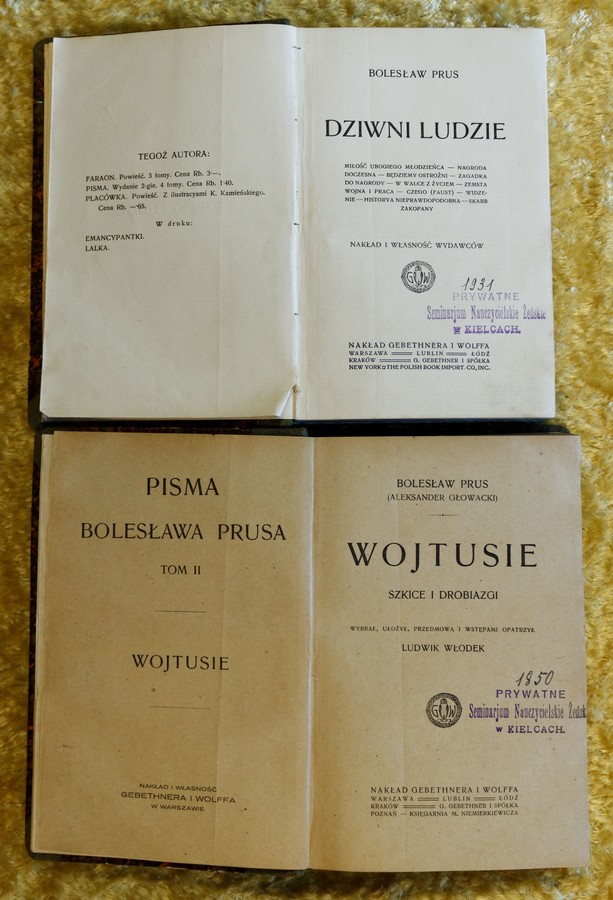 TEGOŻ AUTORA:
FARAON. Powieść. 3 tomy. Cena Rb. 3·—.
PISMA. Wydanie 2-gie. 4 tomy. Cena Rb. 1·40.
PLACÓWKA. Powieść. Z ilustracyami K. Kamieńskiego.
Cena Rb. —·65.
W druku:
EMANCYPANTKI.
LALKA.
BOLESŁAW PRUS
DZIWNI LUDZIE
MIŁOŚĆ UBOGIEGO MŁODZIEŃCA — NAGRODA
DOCZESNA — BĘDZIEMY OSTROŻNI — ZAGADKA
DO NAGRODY — W WALCE Z ŻYCIEM — ZEMSTA
WOJNA I PRACA — CZEGO (FAUST) — WIDZE-
NIE — HISTORYA NIEPRAWDOPODOBNA — SKARB
ZAKOPANY
NAKŁAD I WŁASNOŚĆ WYDAWCÓW
GW
1931
PRYWATNE
Seminarjum Nauczycielskie Żeńskie
w KIELCACH.
NAKŁAD GEBETHNERA I WOLFFA
WARSZAWA LUBLIN ŁÓDŹ
KRAKÓW G. GEBETHNER I SPÓŁKA
NEW YORK THE POLISH BOOK IMPORT. CO, INC.
PISMA
BOLESŁAWA PRUSA
TOM II
WOJTUSIE
NAKŁAD I WŁASNOŚĆ
GEBETHNERA I WOLFFA
W WARSZAWIE
BOLESŁAW PRUS
(ALEKSANDER GŁOWACKI)
WOJTUSIE
SZKICE I DROBIAZGI
WYBRAŁ, UŁOŻYŁ, PRZEDMOWĄ I WSTĘPAMI OPATRZYŁ
LUDWIK WŁODEK
GW
1850
PRYWATNE
Seminarjum Nauczycielskie Żeńsk
w KIELCACH.
NAKŁAD GEBETHNERA I WOLFFA
WARSZAWA LUBLIN ŁÓDŹ
KRAKÓW G. GEBETHNER I SPÓŁKA
POZNAŃ — KSIĘGARNIA M. NIEMIERKIEWICZA